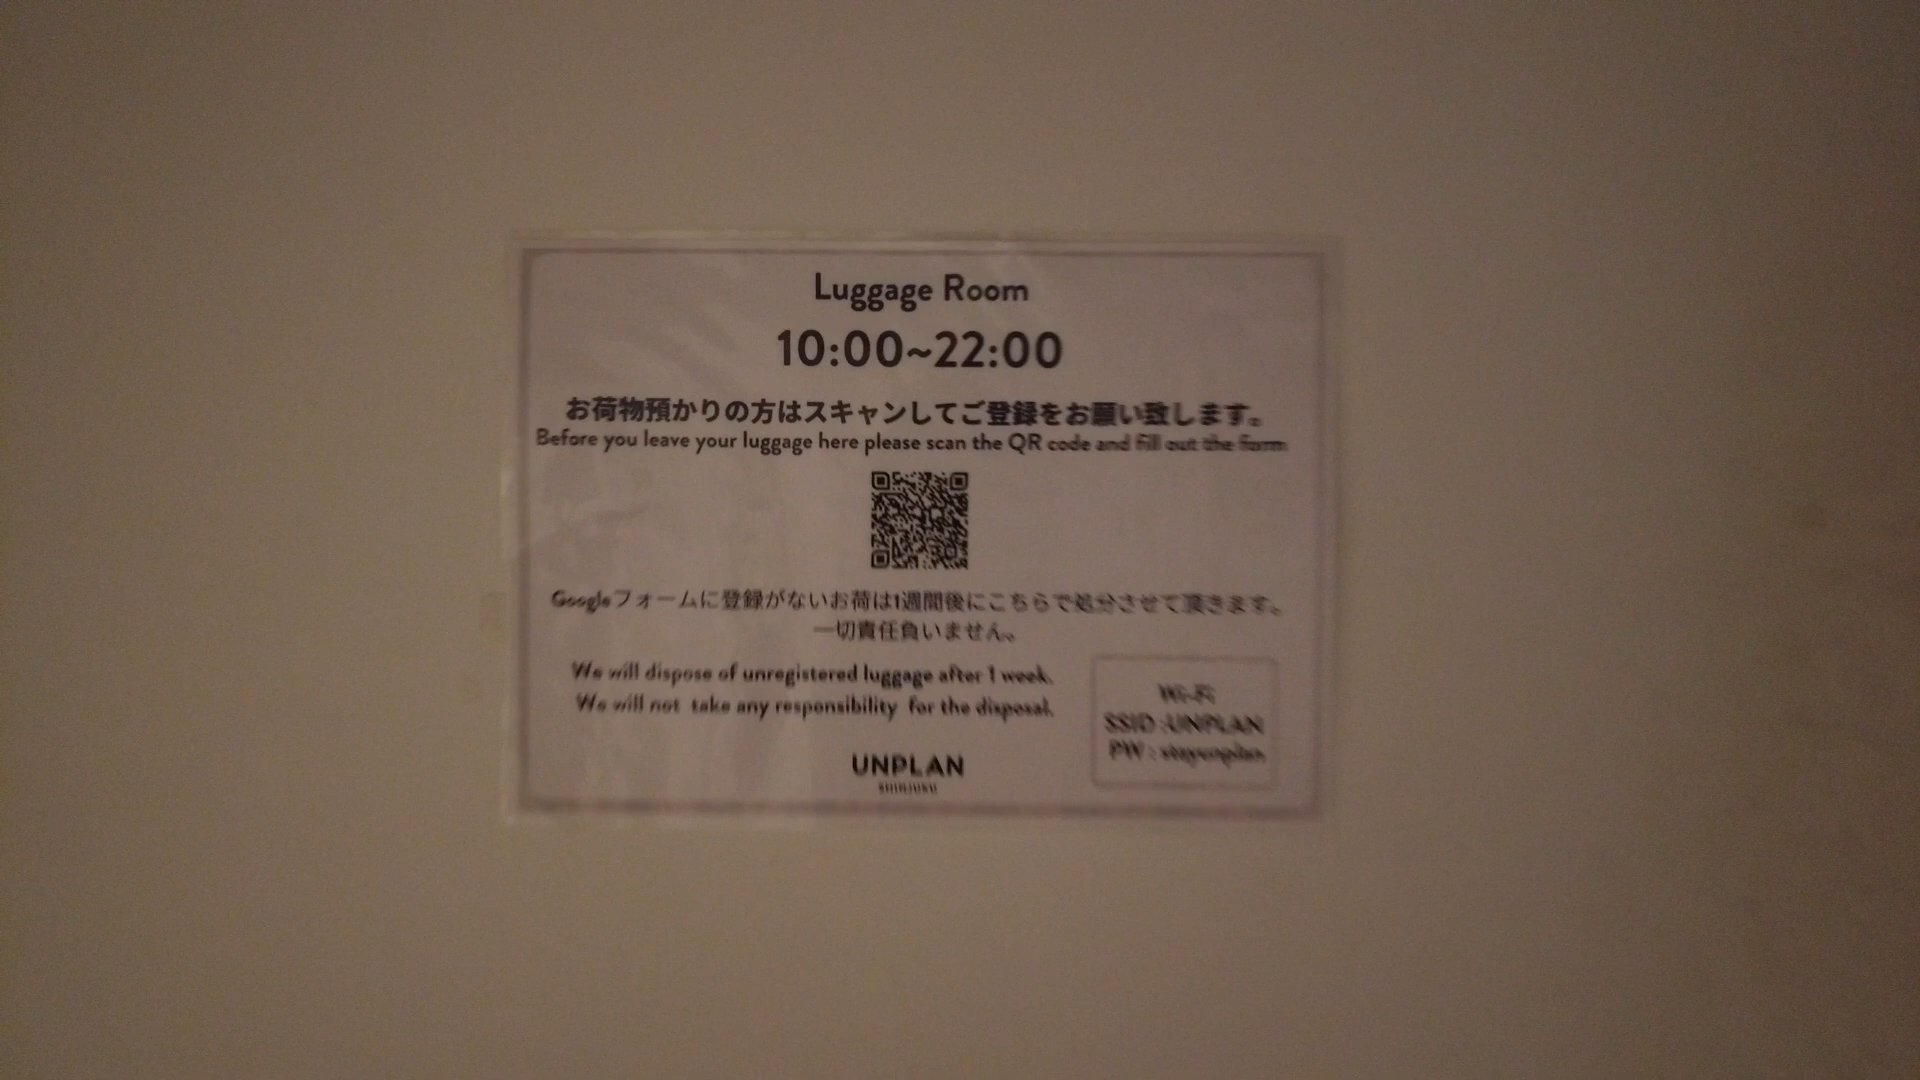 Luggage Room
10:00~22:00
お荷物預かりの方はスキャンしてご登録をお願い致します。
Before you leave your luggage here please scan the QR code and fill out the form
Googleフォームに登録がないお荷は1週間後にこちらで処分させて頂きます。
一切責任負いません。
We will dispose of unregistered luggage after 1 week.
We will not take any responsibility for the disposal.
Wi-Fi
SSID :UNPLAN
PW : stayunplan
UNPLAN
SHINJUKU